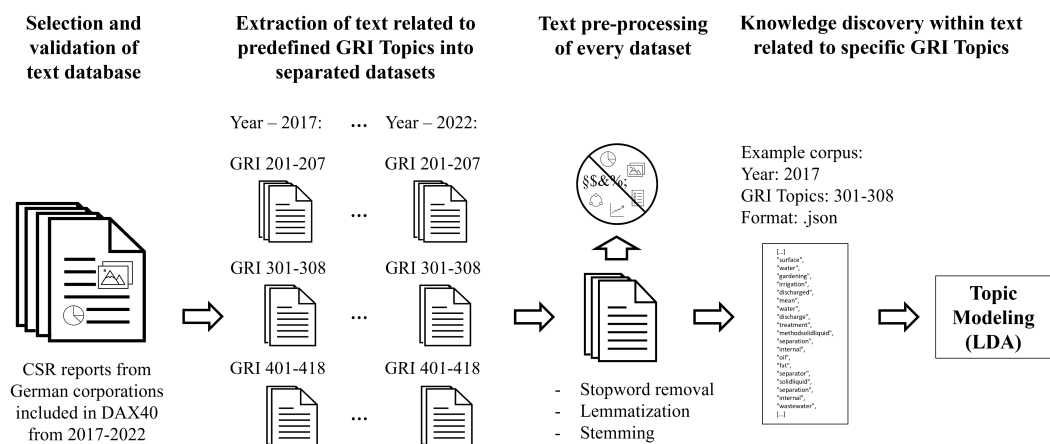 Selection and
validation of
text database
Extraction of text related to
predefined GRI Topics into
separated datasets
Text pre-processing
of every dataset
Knowledge discovery within text
related to specific GRI Topics
CSR reports from
German corporations
included in DAX40
from 2017-2022
Year – 2017:
...
Year – 2022:
GRI 201-207
GRI 201-207
...
GRI 301-308
GRI 301-308
...
GRI 401-418
GRI 401-418
...
§$&%;
- Stopword removal
- Lemmatization
- Stemming
Example corpus:
Year: 2017
GRI Topics: 301-308
Format: .json
[...]
"surface",
"water",
"gardening",
"irrigation",
"discharged",
"mean",
"water",
"discharge",
"treatment",
"methodsolidliquid",
"separation",
"internal",
"oil",
"fat",
"separator",
"solidliquid",
"separation",
"internal",
"wastewater",
[...]
Topic
Modeling
(LDA)